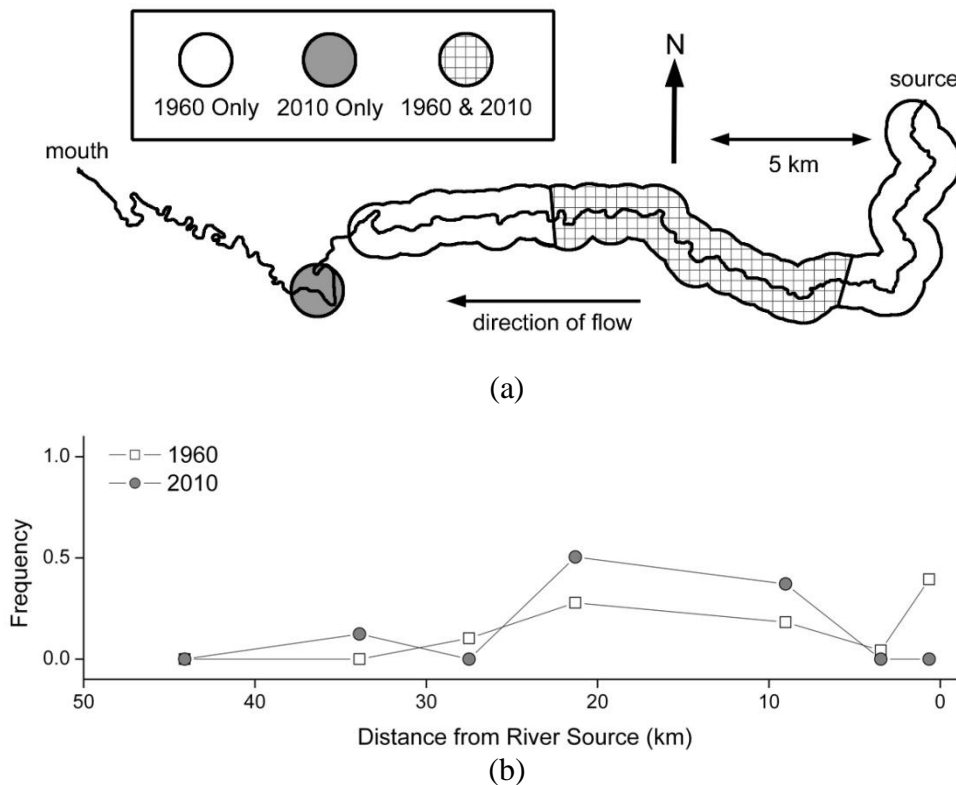 1960 Only 2010 Only 1960 & 2010
N
source
5 km
mouth
direction of flow
(a)
1960
2010
1.0
0.5
0.0
Frequency
50 40 30 20 10 0
Distance from River Source (km)
(b)